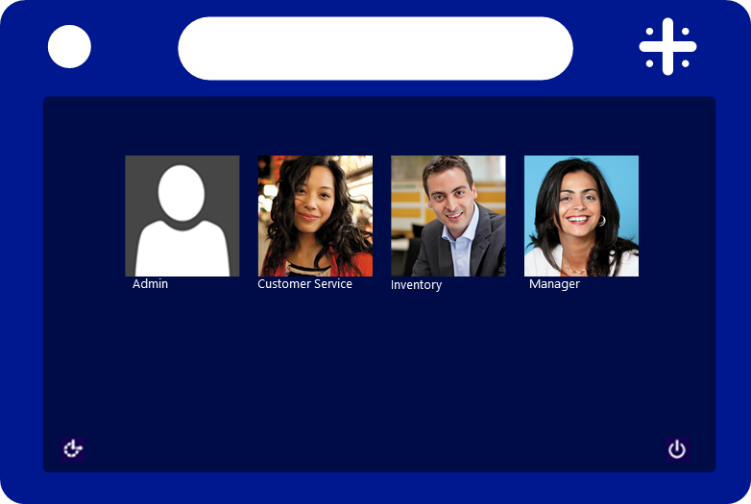 Admin
Customer Service
Inventory
Manager